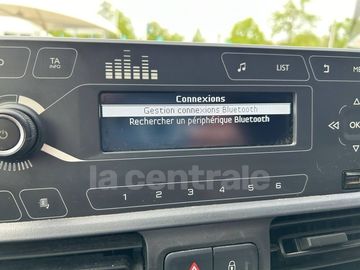 TA
INFO
LIST
ME
Connexions
Gestion connexions Bluetooth
Rechercher un périphérique Bluetooth
OK
la centrale
1 2 3 4 5 6